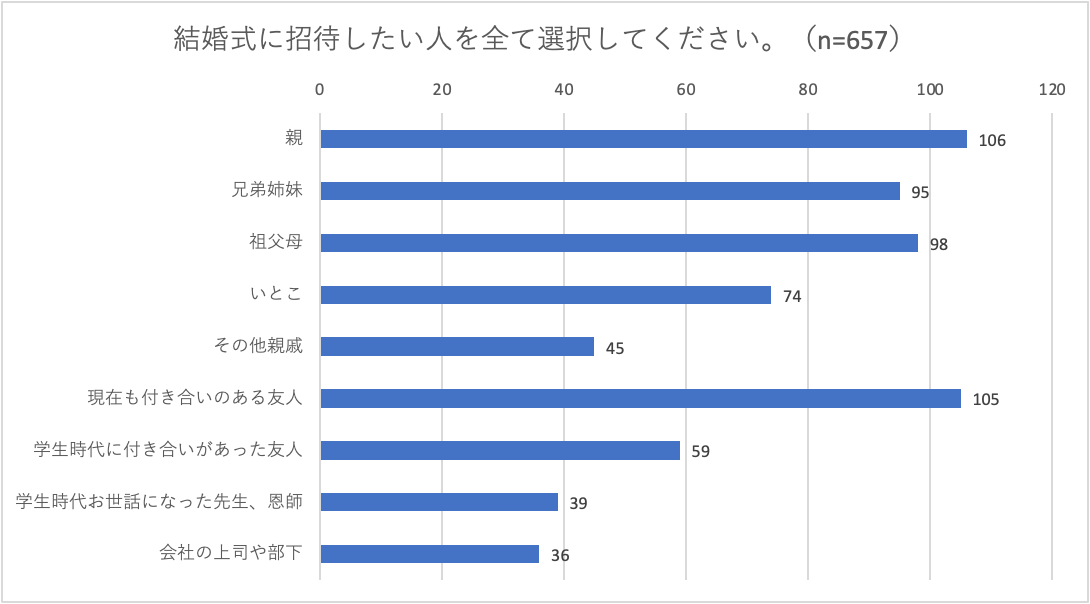 結婚式に招待したい人を全て選択してください。（n=657）
0 20 40 60 80 100 120
親 106
兄弟姉妹 95
祖父母 98
いとこ 74
その他親戚 45
現在も付き合いのある友人 105
学生時代に付き合いがあった友人 59
学生時代お世話になった先生、恩師 39
会社の上司や部下 36